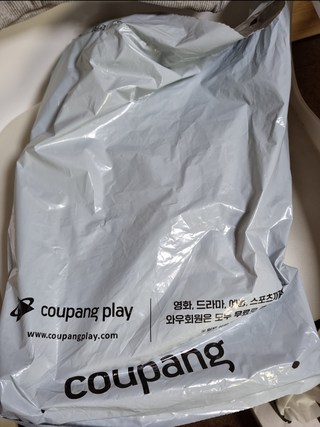 coupang play
www.coupangplay.com
영화, 드라마, 예능, 스포츠까지
와우회원은 모두 무료로
coupang